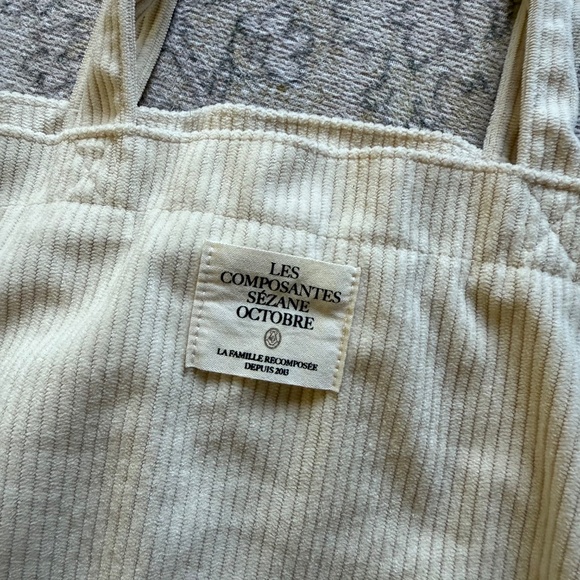 LES
COMPOSANTES
SÉZANE
OCTOBRE
LA FAMILLE RECOMPOSÉE
DEPUIS 2013